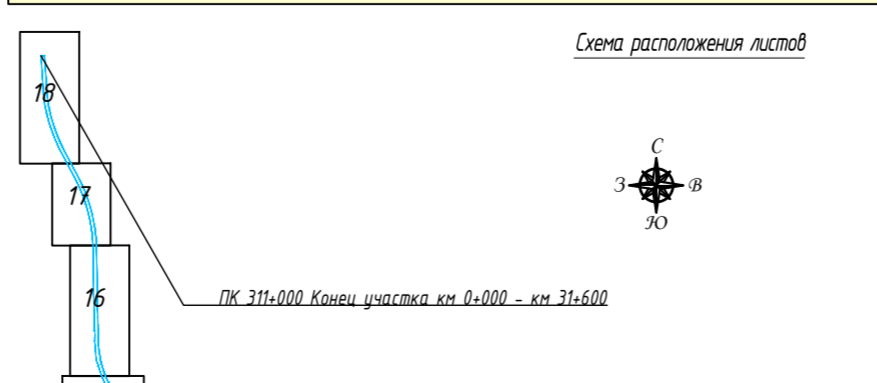 Схема расположения листов
18
С
З В
Ю
17
16
ПК 311+000 Конец участка км 0+000 - км 31+600